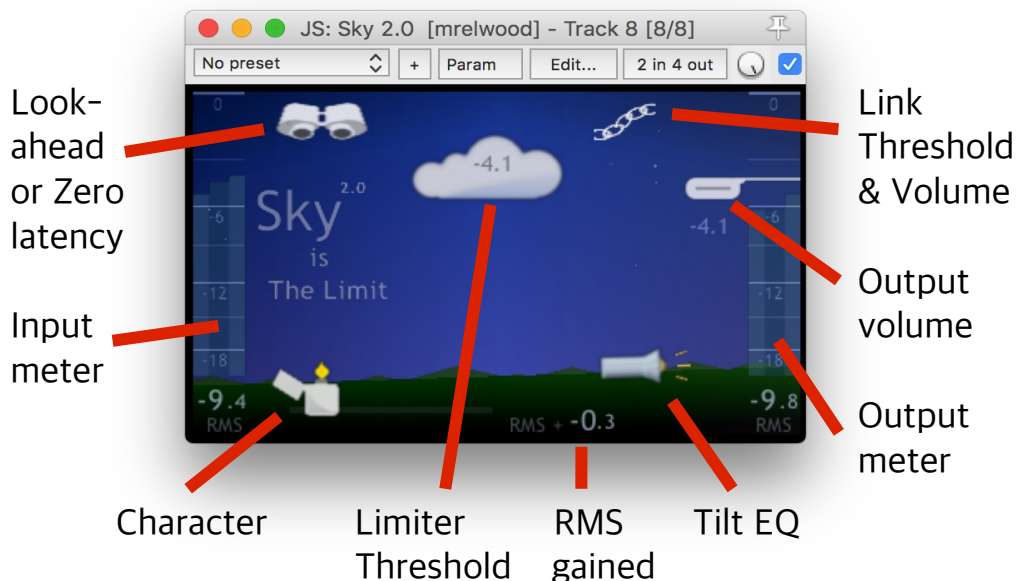 JS: Sky 2.0 [mrelwood] - Track 8 [8/8]
No preset
+
Param
Edit...
2 in 4 out
Look-
ahead
or Zero
latency
Input
meter
0
-6
-12
-18
-9.4
RMS
Sky 2.0
is
The Limit
-4.1
-4.1
0
-6
-12
-18
-9.8
RMS
RMS + -0.3
Link
Threshold
& Volume
Output
volume
Output
meter
Character
Limiter
Threshold
RMS
gained
Tilt EQ